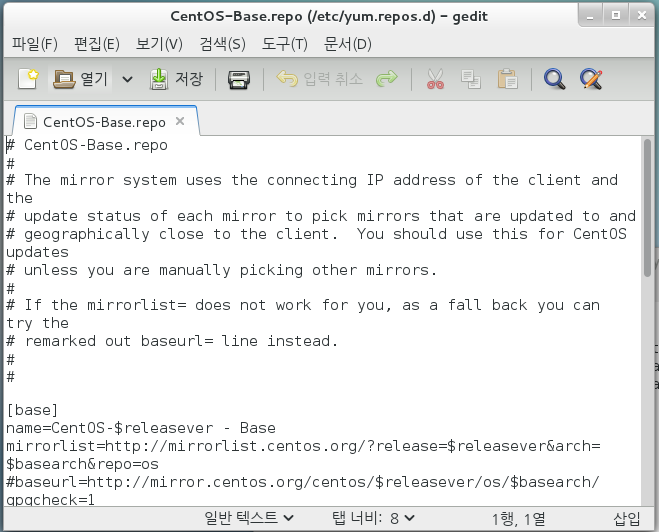 CentOS-Base.repo (/etc/yum.repos.d) - gedit
파일(F) 편집(E) 보기(V) 검색(S) 도구(T) 문서(D)
열기 저장 입력 취소
CentOS-Base.repo
# CentOS-Base.repo
#
# The mirror system uses the connecting IP address of the client and
the
# update status of each mirror to pick mirrors that are updated to and
# geographically close to the client.  You should use this for CentOS
updates
# unless you are manually picking other mirrors.
#
# If the mirrorlist= does not work for you, as a fall back you can
try the
# remarked out baseurl= line instead.
#
#
[base]
name=CentOS-$releasever - Base
mirrorlist=http://mirrorlist.centos.org/?release=$releasever&arch=
$basearch&repo=os
#baseurl=http://mirror.centos.org/centos/$releasever/os/$basearch/
gpgcheck=1
일반 텍스트 탭 너비: 8 1행, 1열 삽입